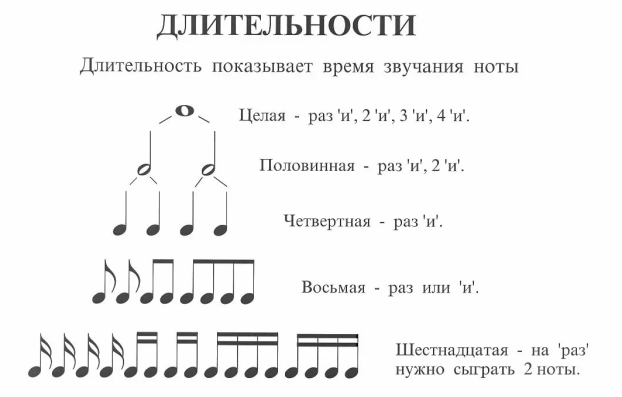 ДЛИТЕЛЬНОСТИ
Длительность показывает время звучания ноты
Целая - раз 'и', 2 'и', 3 'и', 4 'и'.
Половинная - раз 'и', 2 'и'.
Четвертная - раз 'и'.
Восьмая - раз или 'и'.
Шестнадцатая - на 'раз'
нужно сыграть 2 ноты.